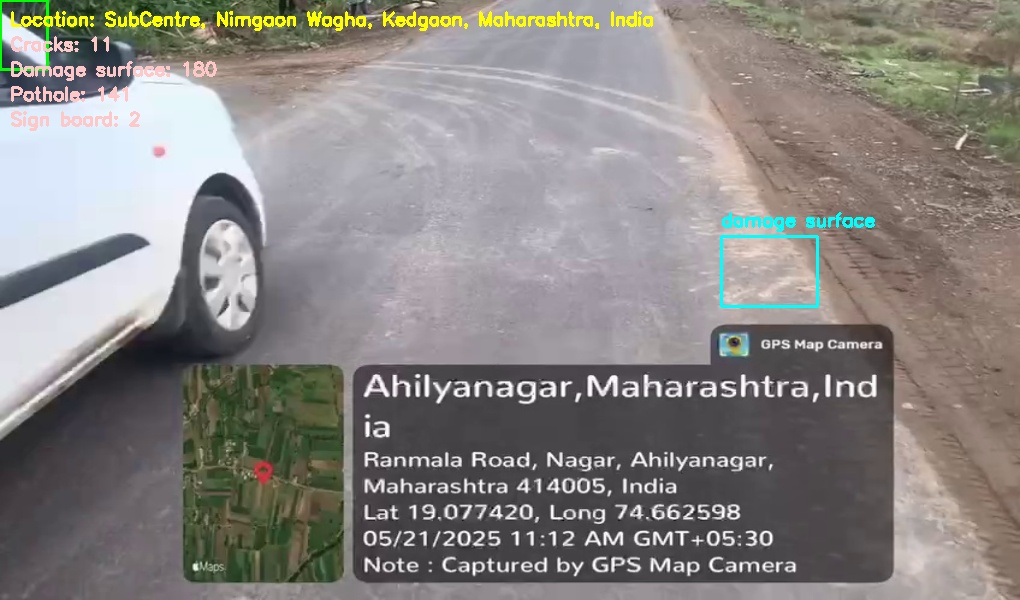 Location: SubCentre, Nimgaon Wagha, Kedgaon, Maharashtra, India
Cracks: 11
Damage surface: 180
Pothole: 141
Sign board: 2
damage surface
GPS Map Camera
Ahilyanagar,Maharashtra,Ind
ia
Ranmala Road, Nagar, Ahilyanagar,
Maharashtra 414005, India
Lat 19.077420, Long 74.662598
05/21/2025 11:12 AM GMT+05:30
Note : Captured by GPS Map Camera
Maps